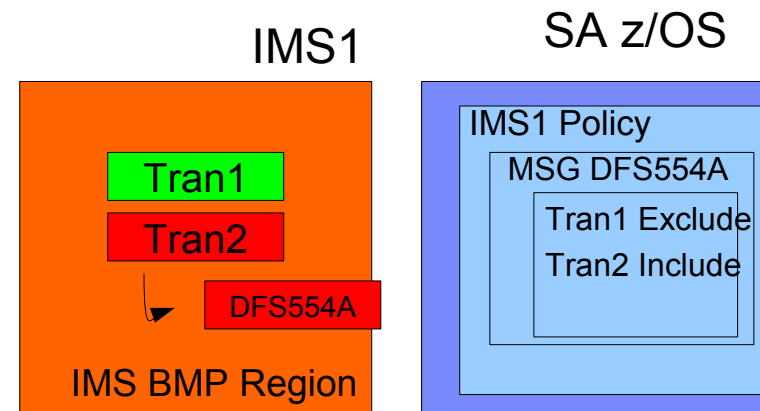 IMS1
Tran1
Tran2
DFS554A
IMS BMP Region
SA z/OS
IMS1 Policy
MSG DFS554A
Tran1 Exclude
Tran2 Include